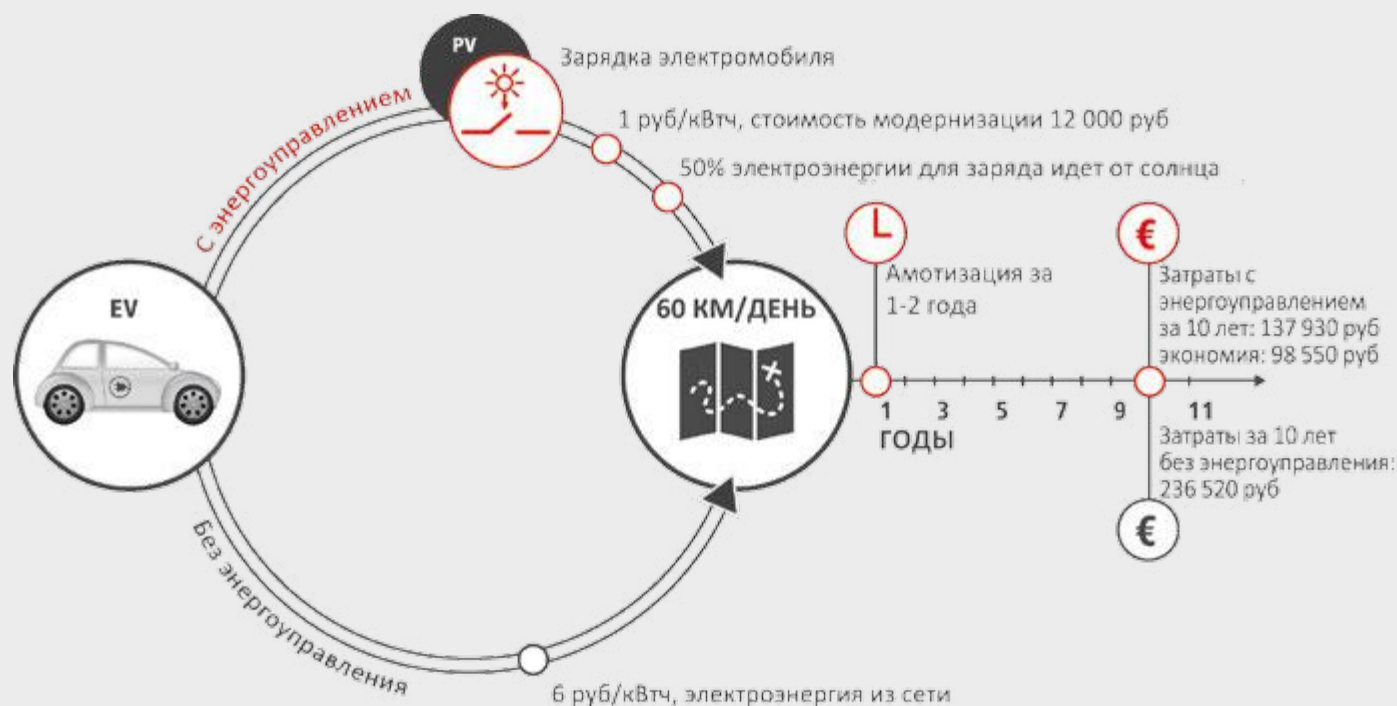 PV
Зарядка электромобиля
С энергоуправлением
1 руб/кВтч, стоимость модернизации 12 000 руб
50% электроэнергии для заряда идет от солнца
EV
60 КМ/ДЕНЬ
Амотизация за
1-2 года
€
Затраты с
энергоуправлением
за 10 лет: 137 930 руб
экономия: 98 550 руб
1 3 5 7 9 11
ГОДЫ
Затраты за 10 лет
без энергоуправления:
236 520 руб
€
Без энергоуправления
6 руб/кВтч, электроэнергия из сети